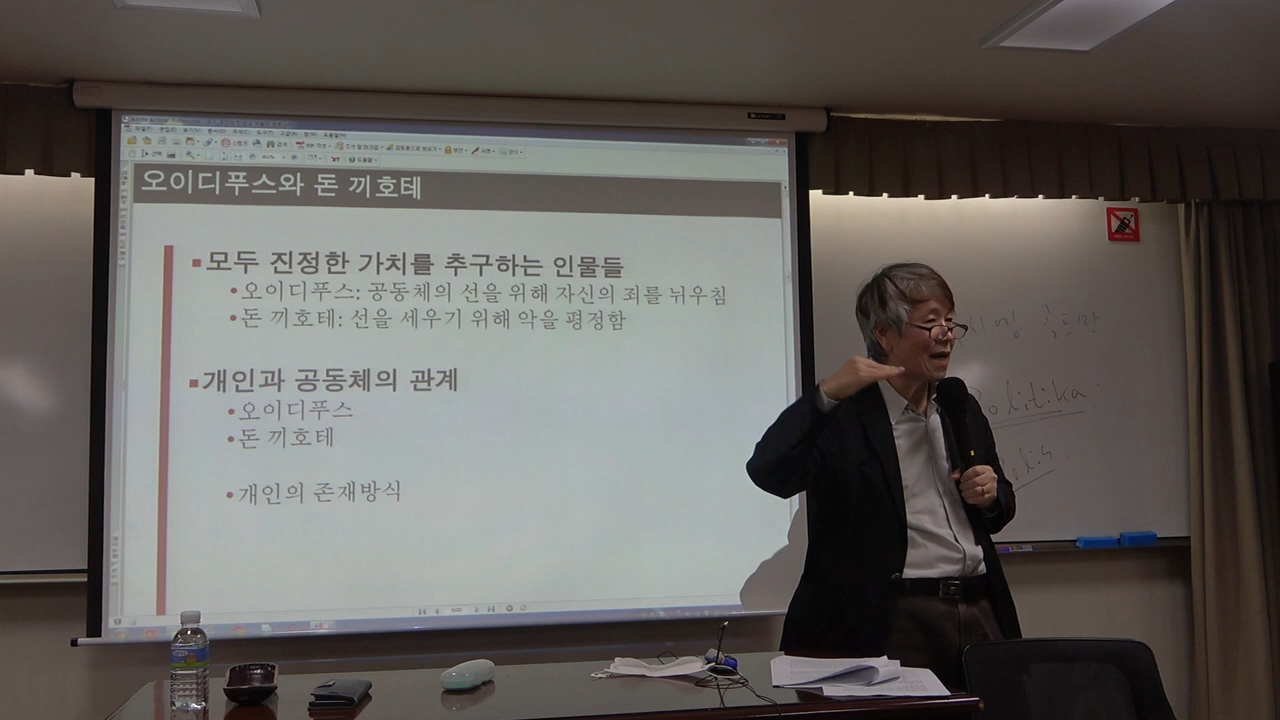 오이디푸스와 돈 끼호테
▪모두 진정한 가치를 추구하는 인물들
•오이디푸스: 공동체의 선을 위해 자신의 죄를 뉘우침
•돈 끼호테: 선을 세우기 위해 악을 평정함
▪개인과 공동체의 관계
•오이디푸스
•돈 끼호테
•개인의 존재방식
Politika
Polis